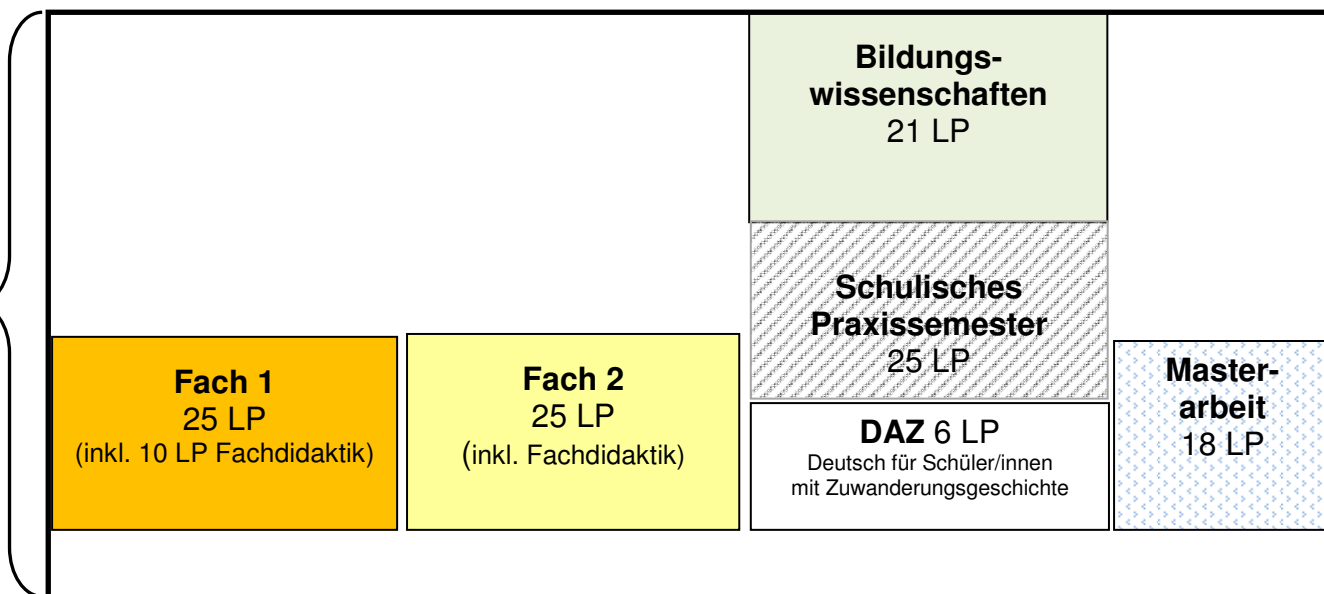 Bildungs-
wissenschaften
21 LP
Schulisches
Praxissemester
25 LP
Fach 1
25 LP
(inkl. 10 LP Fachdidaktik)
Fach 2
25 LP
(inkl. Fachdidaktik)
DAZ 6 LP
Deutsch für Schüler/innen
mit Zuwanderungsgeschichte
Master-
arbeit
18 LP